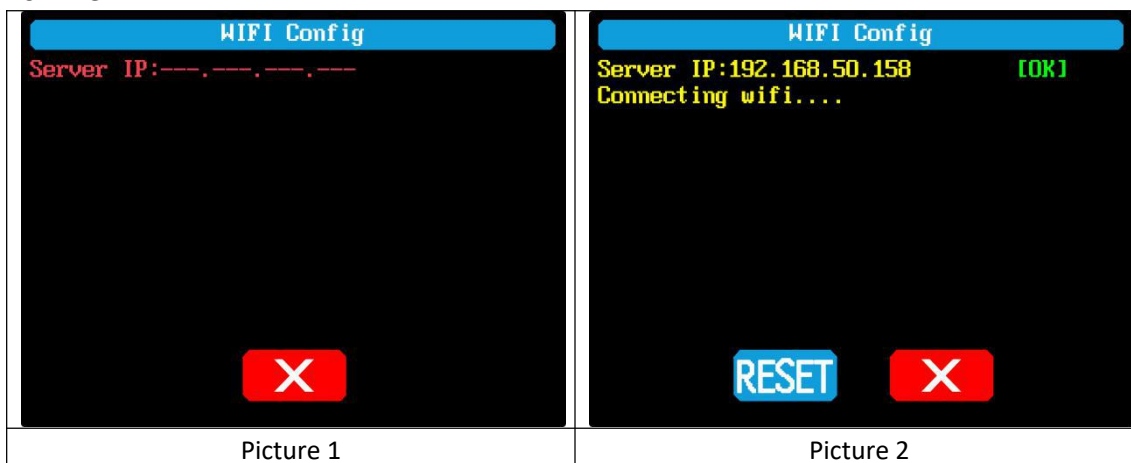 WIFI Config
Server IP:---.---.---.---
X
Picture 1
WIFI Config
Server IP:192.168.50.158 [OK]
Connecting wifi....
RESET X
Picture 2